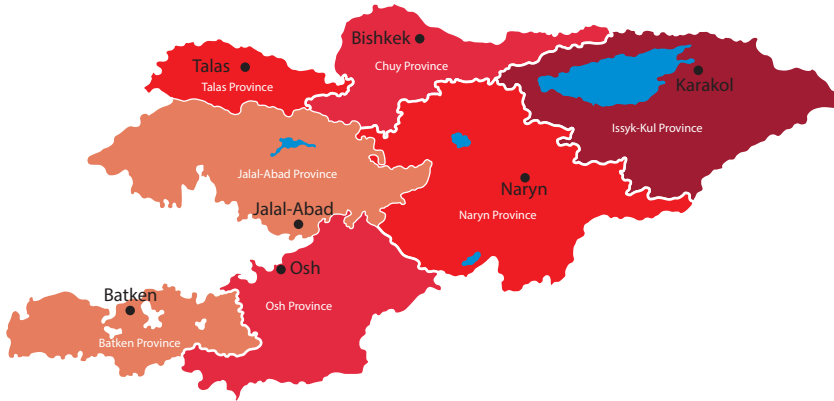 Bishkek
Chuy Province
Talas
Talas Province
Karakol
Issyk-Kul Province
Jalal-Abad Province
Jalal-Abad
Naryn
Naryn Province
Osh
Osh Province
Batken
Batken Province